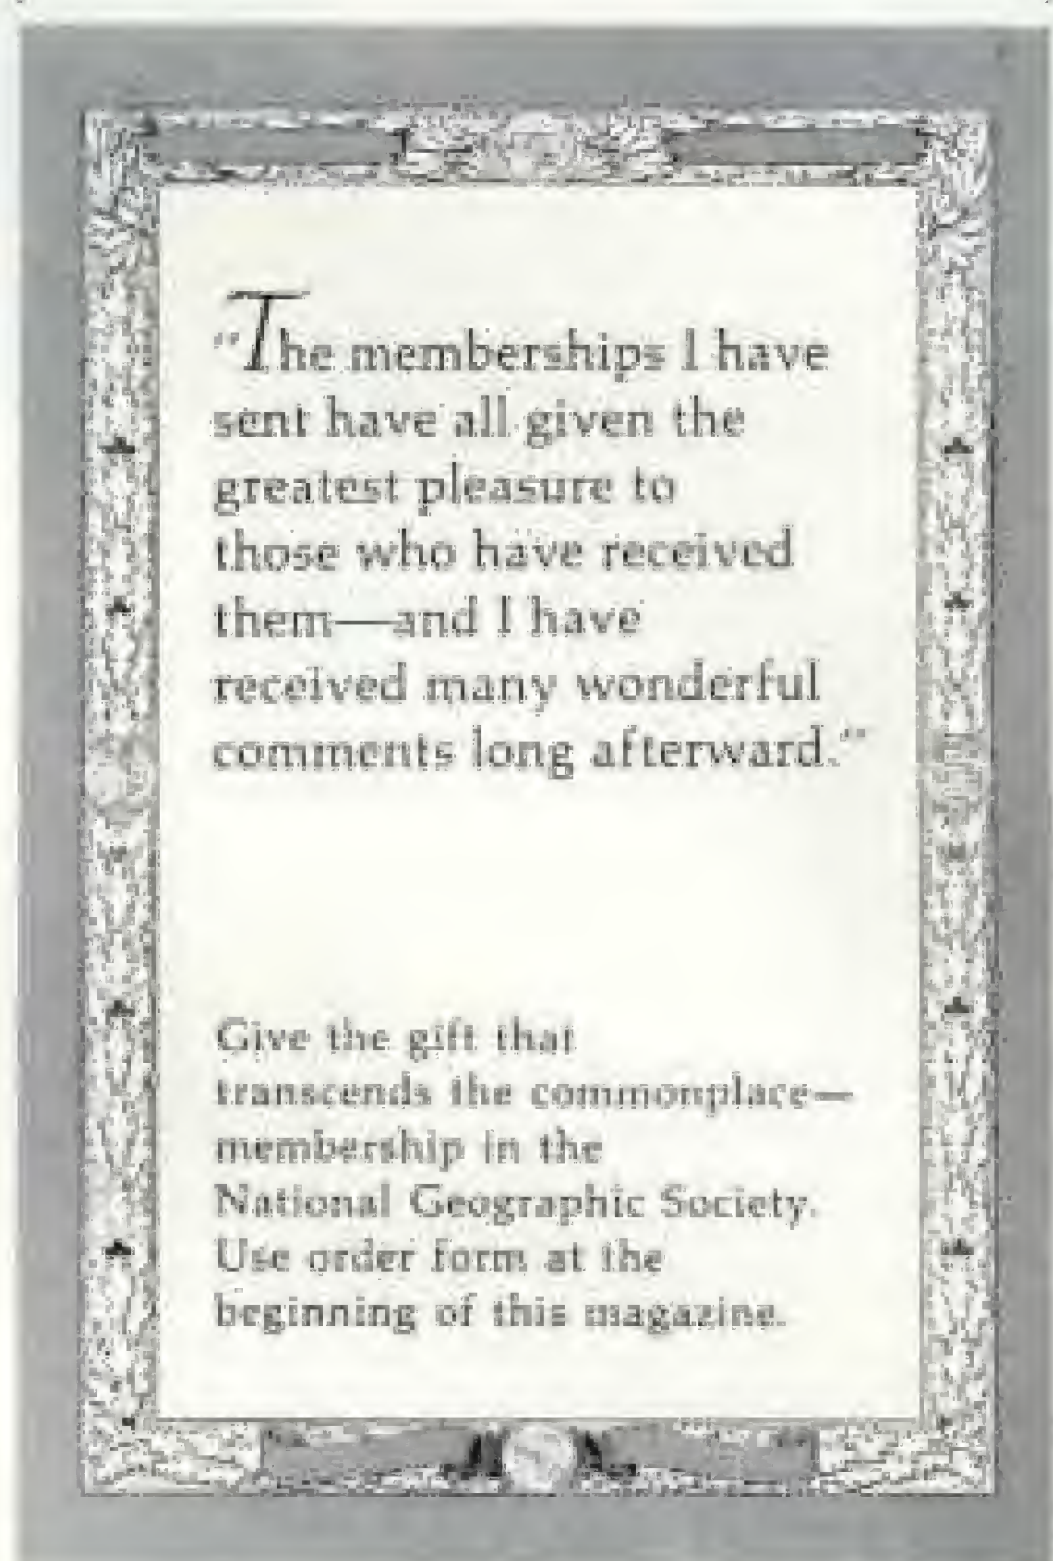 "The memberships I have
sent have all given the
greatest pleasure to
those who have received
them—and I have
received many wonderful
comments long afterward."
Give the gift that
transcends the commonplace—
membership in the
National Geographic Society.
Use order form at the
beginning of this magazine.